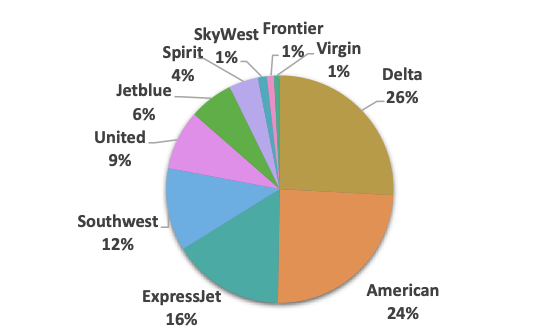 Delta
26%
American
24%
ExpressJet
16%
Southwest
12%
United
9%
Jetblue
6%
Spirit
4%
SkyWest
1%
Frontier
1%
Virgin
1%